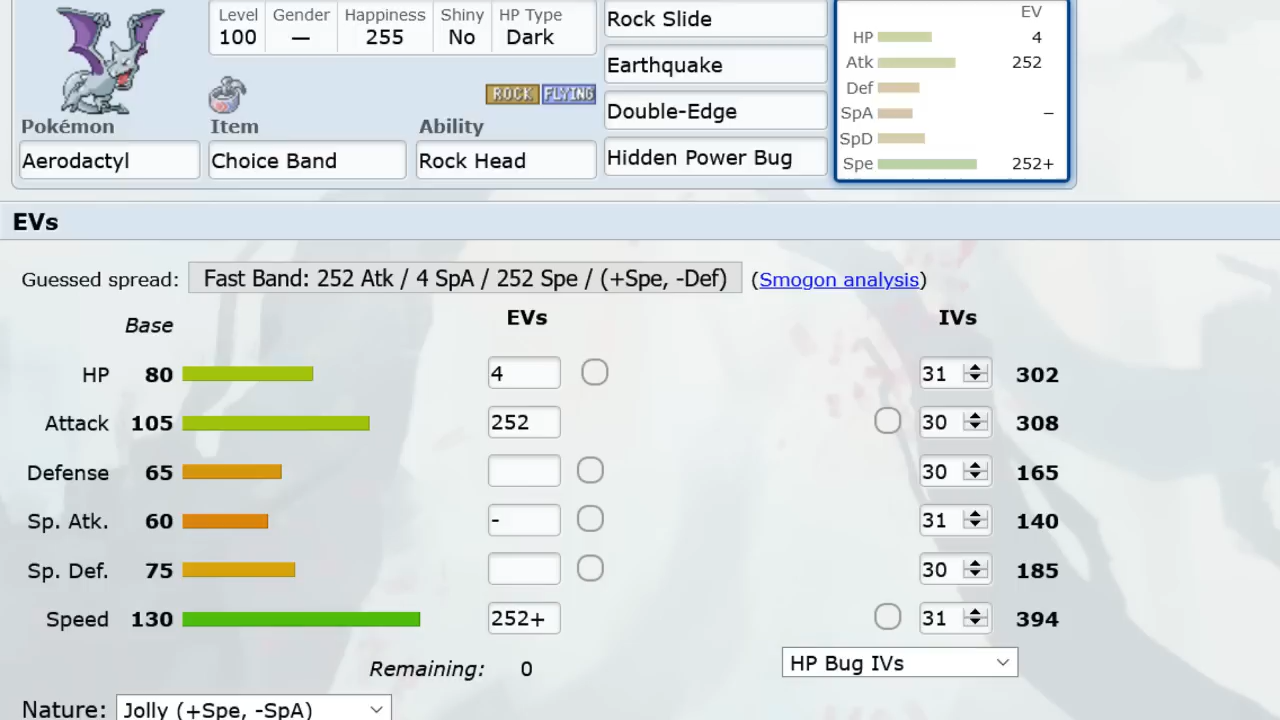 Level Gender Happiness Shiny HP Type
100 — 255 No Dark
ROCK FLYING
Pokémon Item Ability
Aerodactyl Choice Band Rock Head
Rock Slide
Earthquake
Double-Edge
Hidden Power Bug
EV
HP 4
Atk 252
Def
SpA –
SpD
Spe 252+
EVs
Guessed spread: Fast Band: 252 Atk / 4 SpA / 252 Spe / (+Spe, -Def) (Smogon analysis)
Base EVs IVs
HP 80 4 31 302
Attack 105 252 30 308
Defense 65 30 165
Sp. Atk. 60 - 31 140
Sp. Def. 75 30 185
Speed 130 252+ 31 394
Remaining: 0 HP Bug IVs
Nature: Jolly (+Spe, -SpA)